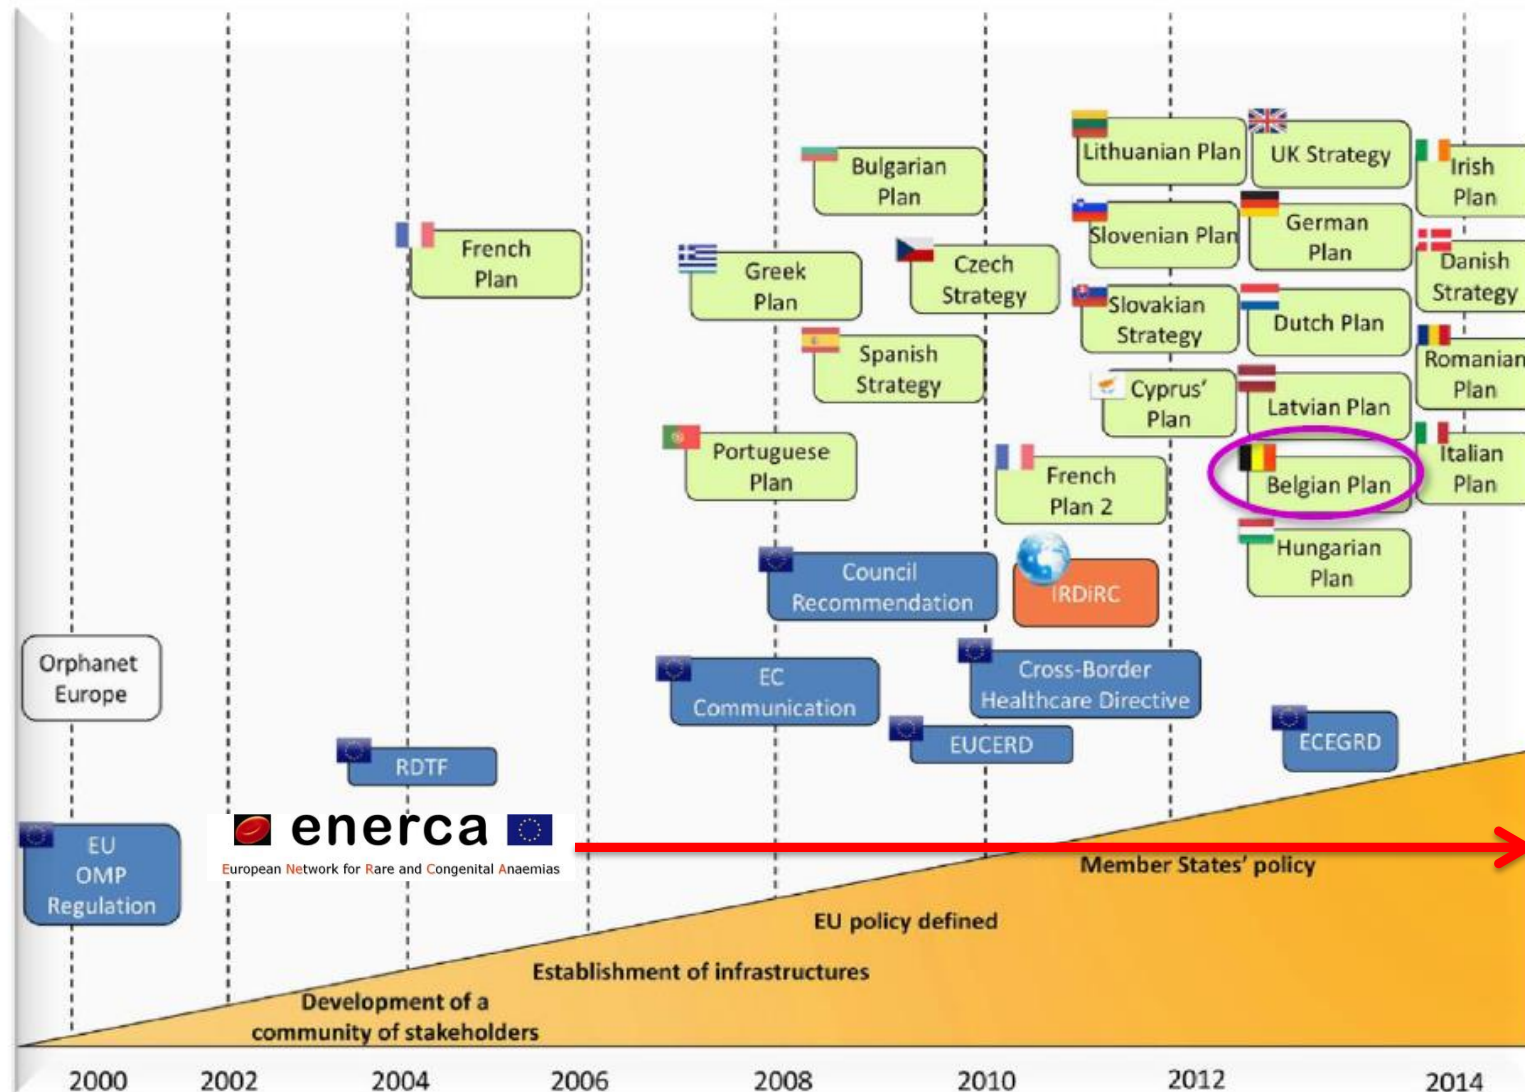 Lithuanian Plan
UK Strategy
Irish
Plan
Bulgarian
Plan
Slovenian Plan
German
Plan
French
Plan
Greek
Plan
Czech
Strategy
Danish
Strategy
Slovakian
Strategy
Dutch Plan
Spanish
Strategy
Romanian
Plan
Cyprus'
Plan
Latvian Plan
Portuguese
Plan
French
Plan 2
Belgian Plan
Italian
Plan
Hungarian
Plan
Council
Recommendation
IRDiRC
Orphanet
Europe
EC
Communication
Cross-Border
Healthcare Directive
RDTF
EUCERD
ECEGRD
EU
OMP
Regulation
enerca
European Network for Rare and Congenital Anaemias
Member States' policy
EU policy defined
Establishment of infrastructures
Development of a
community of stakeholders
2000 2002 2004 2006 2008 2010 2012 2014